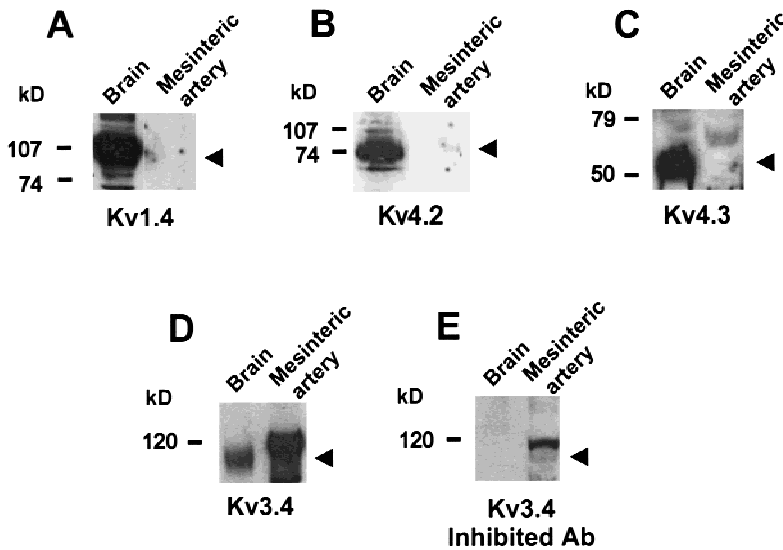 A
Brain
Mesinteric
artery
kD
107
74
Kv1.4
B
Brain
Mesinteric
artery
kD
107
74
Kv4.2
C
Brain
Mesinteric
artery
kD
79
50
Kv4.3
D
Brain
Mesinteric
artery
kD
120
Kv3.4
E
Brain
Mesinteric
artery
kD
120
Kv3.4
Inhibited Ab